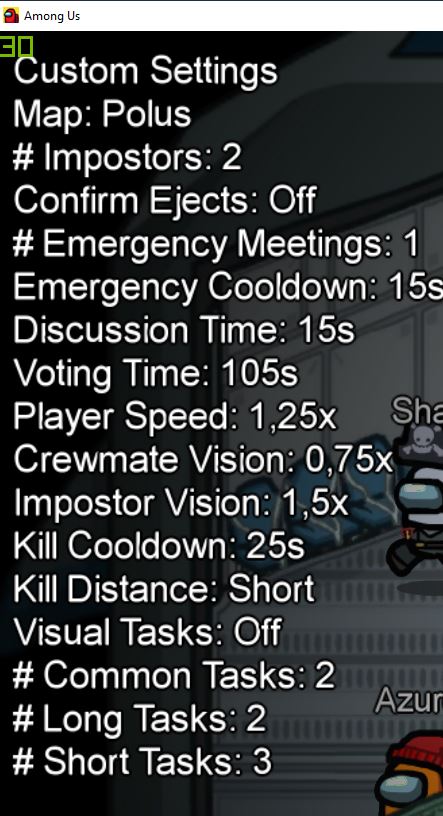 Among Us
30
Custom Settings
Map: Polus
# Impostors: 2
Confirm Ejects: Off
# Emergency Meetings: 1
Emergency Cooldown: 15s
Discussion Time: 15s
Voting Time: 105s
Player Speed: 1,25x
Sha
Crewmate Vision: 0,75x
Impostor Vision: 1,5x
Kill Cooldown: 25s
Kill Distance: Short
Visual Tasks: Off
# Common Tasks: 2
Azur
# Long Tasks: 2
# Short Tasks: 3